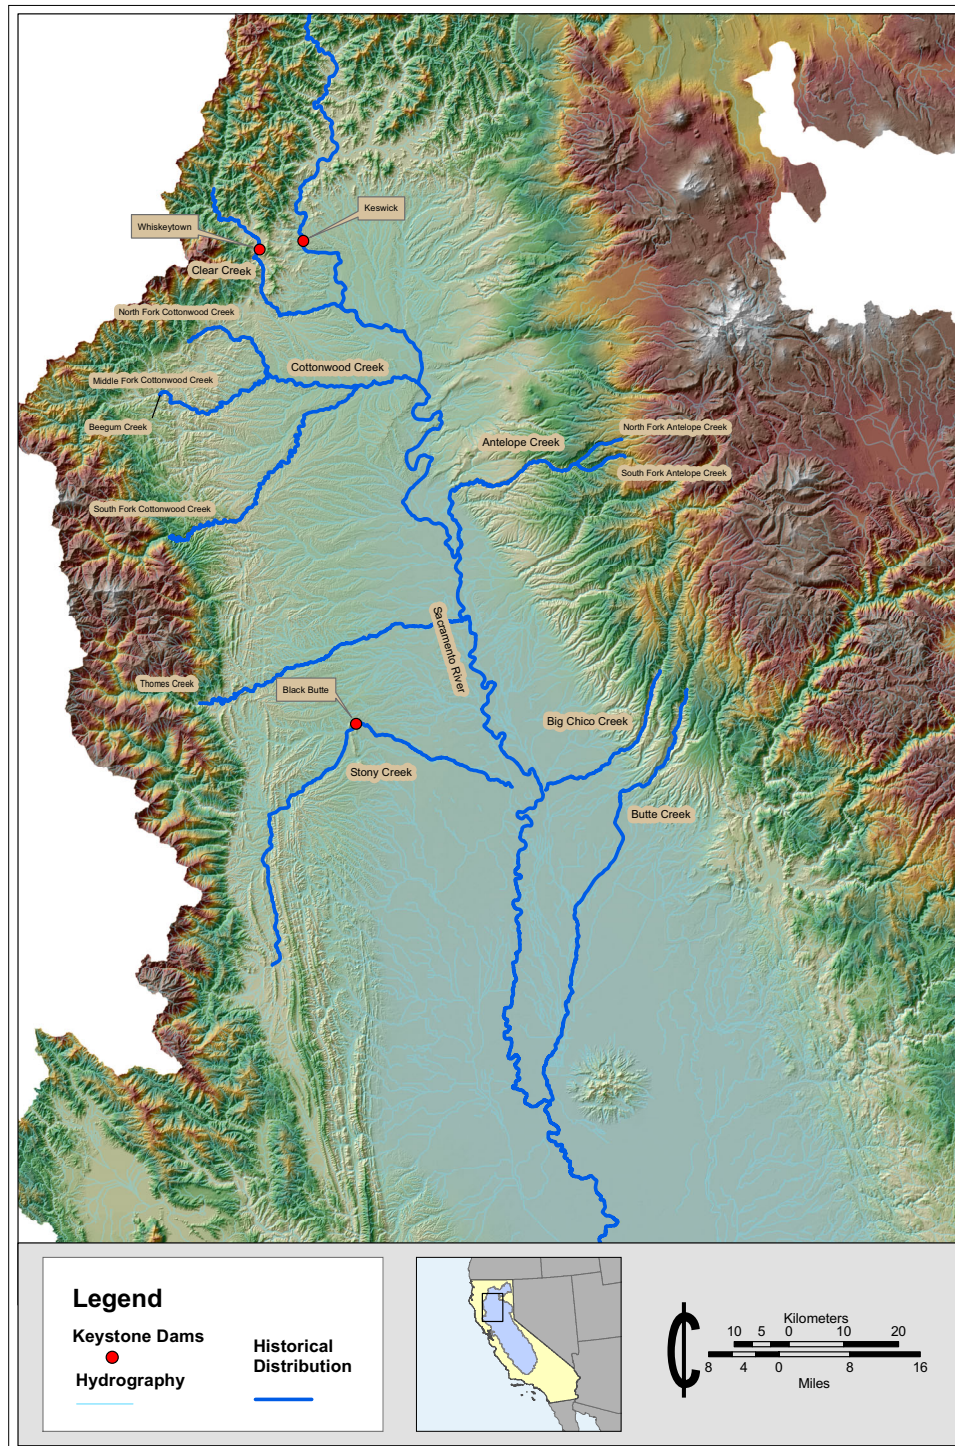 Keswick
Whiskeytown
Clear Creek
North Fork Cottonwood Creek
Cottonwood Creek
Middle Fork Cottonwood Creek
Beegum Creek
North Fork Antelope Creek
Antelope Creek
South Fork Antelope Creek
South Fork Cottonwood Creek
Sacramento River
Thomes Creek
Black Butte
Big Chico Creek
Stony Creek
Butte Creek
Legend
Keystone Dams
Hydrography
Historical
Distribution
Kilometers
10 5 0 10 20
8 4 0 8 16
Miles